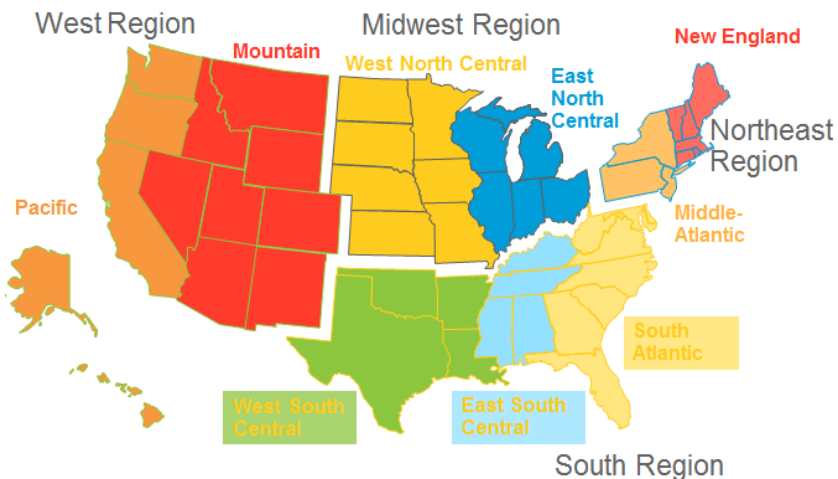 West Region
Midwest Region
Mountain
New England
West North Central
East
North
Central
Northeast
Region
Pacific
Middle-
Atlantic
South
Atlantic
West South
Central
East South
Central
South Region